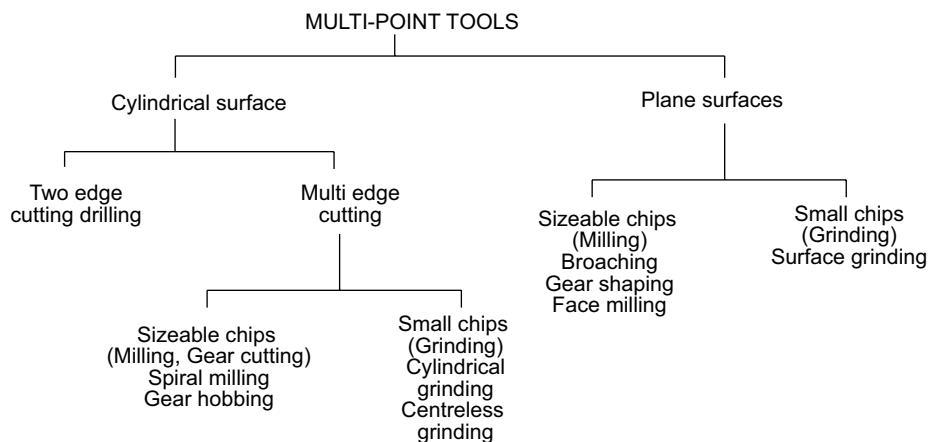 MULTI-POINT TOOLS
Cylindrical surface
Plane surfaces
Two edge
cutting drilling
Multi edge
cutting
Sizeable chips
(Milling)
Broaching
Gear shaping
Face milling
Small chips
(Grinding)
Surface grinding
Sizeable chips
(Milling, Gear cutting)
Spiral milling
Gear hobbing
Small chips
(Grinding)
Cylindrical
grinding
Centreless
grinding